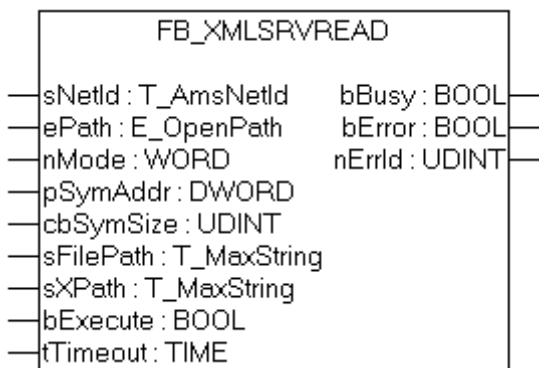 FB_XMLSRVREAD
sNetId : T_AmsNetId bBusy : BOOL
ePath : E_OpenPath bError : BOOL
nMode : WORD nErrId : UDINT
pSymAddr : DWORD
cbSymSize : UDINT
sFilePath : T_MaxString
sXPath : T_MaxString
bExecute : BOOL
tTimeout : TIME